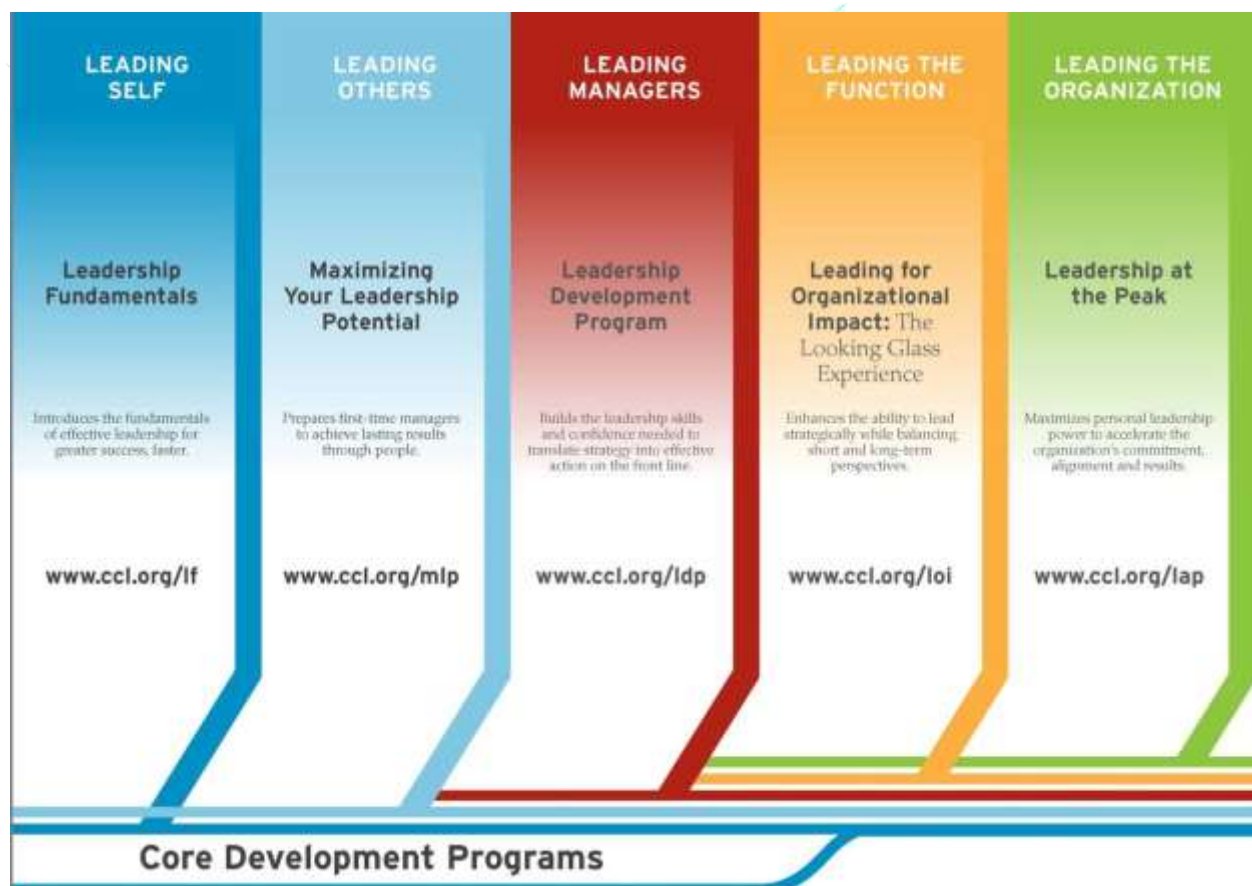 LEADING
SELF
Leadership
Fundamentals
Introduces the fundamentals
of effective leadership for
greater success, faster.
www.ccl.org/lf
LEADING
OTHERS
Maximizing
Your Leadership
Potential
Prepares first-time managers
to achieve lasting results
through people.
www.ccl.org/mlp
LEADING
MANAGERS
Leadership
Development
Program
Builds the leadership skills
and confidence needed to
translate strategy into effective
action on the front line.
www.ccl.org/ldp
LEADING THE
FUNCTION
Leading for
Organizational
Impact: The
Looking Glass
Experience
Enhances the ability to lead
strategically while balancing
short and long-term
perspectives.
www.ccl.org/loi
LEADING THE
ORGANIZATION
Leadership at
the Peak
Maximizes personal leadership
power to accelerate the
organization's commitment,
alignment and results.
www.ccl.org/lap
Core Development Programs